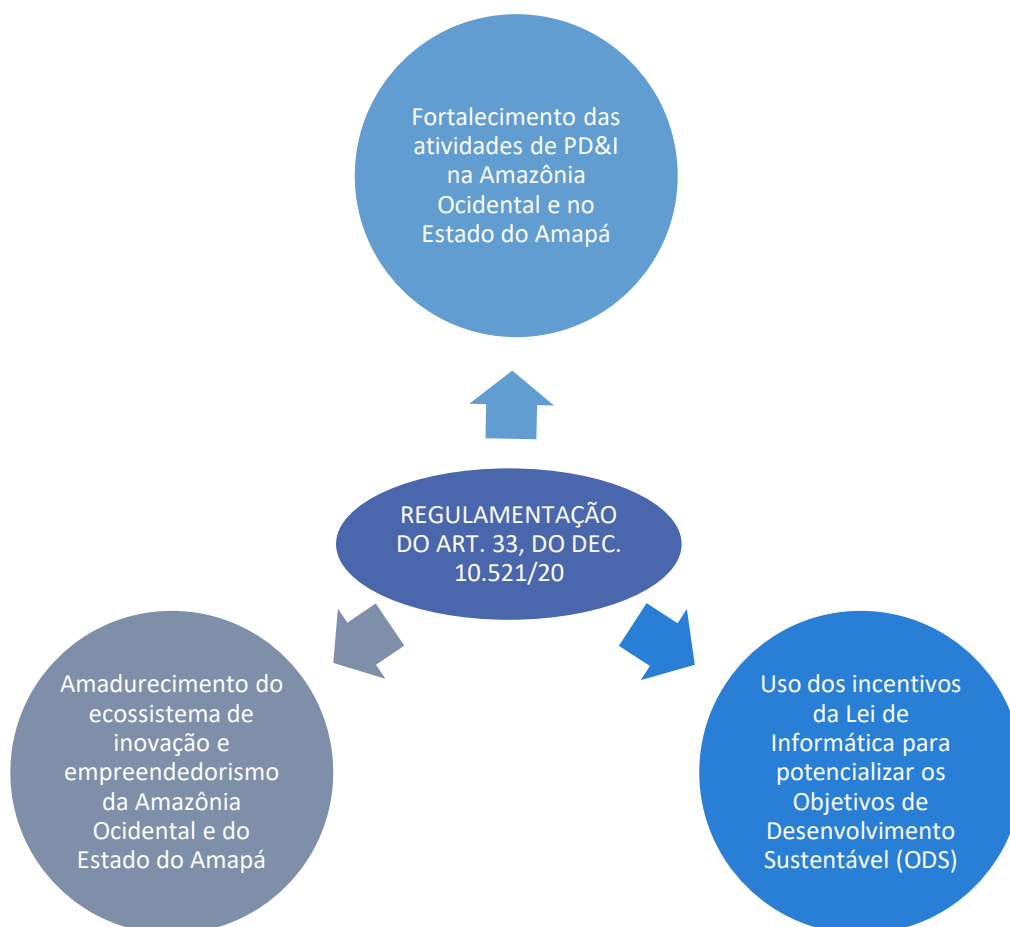 Fortalecimento das
atividades de PD&I
na Amazônia
Ocidental e no
Estado do Amapá
REGULAMENTAÇÃO
DO ART. 33, DO DEC.
10.521/20
Amadurecimento do
ecossistema de
inovação e
empreendedorismo
da Amazônia
Ocidental e do
Estado do Amapá
Uso dos incentivos
da Lei de
Informática para
potencializar os
Objetivos de
Desenvolvimento
Sustentável (ODS)